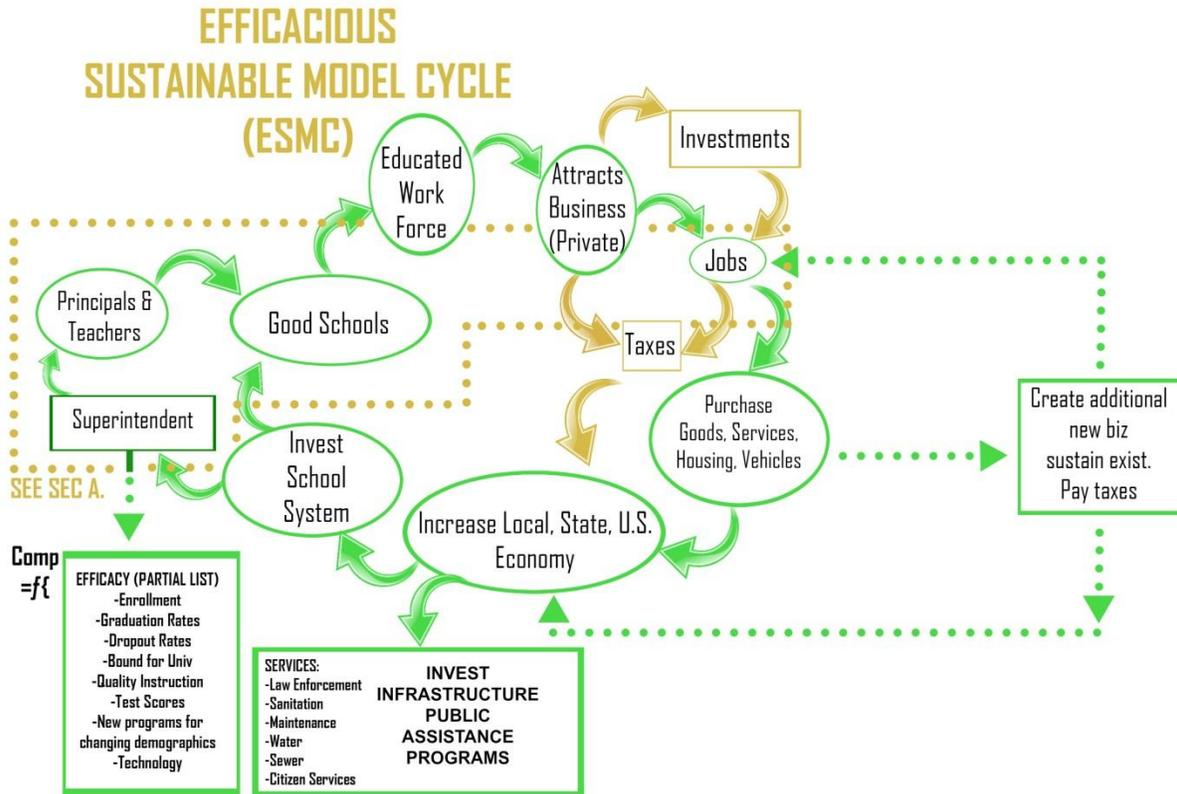 EFFICACIOUS
SUSTAINABLE MODEL CYCLE
(ESMC)
Educated
Work
Force
Attracts
Business
(Private)
Investments
Jobs
Principals &
Teachers
Good Schools
Taxes
Superintendent
Purchase
Goods, Services,
Housing, Vehicles
Create additional
new biz
sustain exist.
Pay taxes
Invest
School
System
SEE SEC A.
Increase Local, State, U.S.
Economy
Comp
=f{
EFFICACY (PARTIAL LIST)
-Enrollment
-Graduation Rates
-Dropout Rates
-Bound for Univ
-Quality Instruction
-Test Scores
-New programs for
changing demographics
-Technology
SERVICES:
-Law Enforcement
-Sanitation
-Maintenance
-Water
-Sewer
-Citizen Services
INVEST
INFRASTRUCTURE
PUBLIC
ASSISTANCE
PROGRAMS